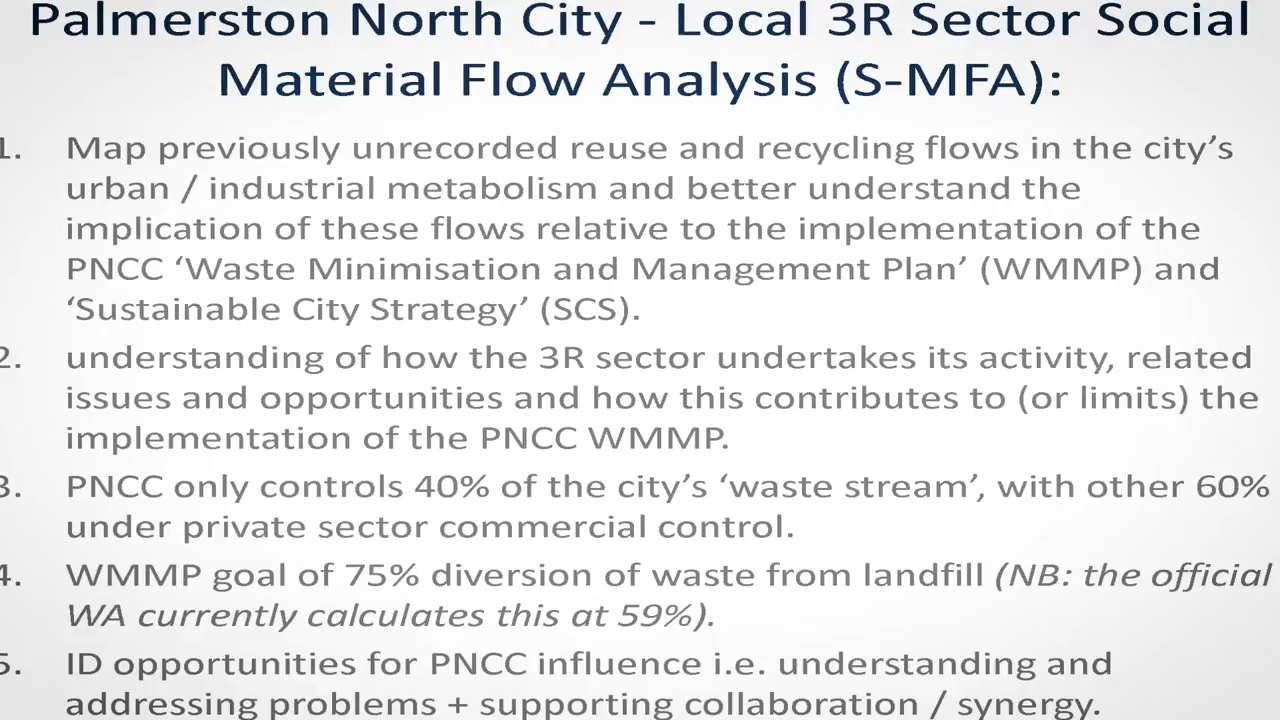 Palmerston North City - Local 3R Sector Social
Material Flow Analysis (S-MFA):
1. Map previously unrecorded reuse and recycling flows in the city’s
urban / industrial metabolism and better understand the
implication of these flows relative to the implementation of the
PNCC ‘Waste Minimisation and Management Plan’ (WMMP) and
‘Sustainable City Strategy’ (SCS).
2. understanding of how the 3R sector undertakes its activity, related
issues and opportunities and how this contributes to (or limits) the
implementation of the PNCC WMMP.
3. PNCC only controls 40% of the city’s ‘waste stream’, with other 60%
under private sector commercial control.
4. WMMP goal of 75% diversion of waste from landfill (NB: the official
WA currently calculates this at 59%).
5. ID opportunities for PNCC influence i.e. understanding and
addressing problems + supporting collaboration / synergy.